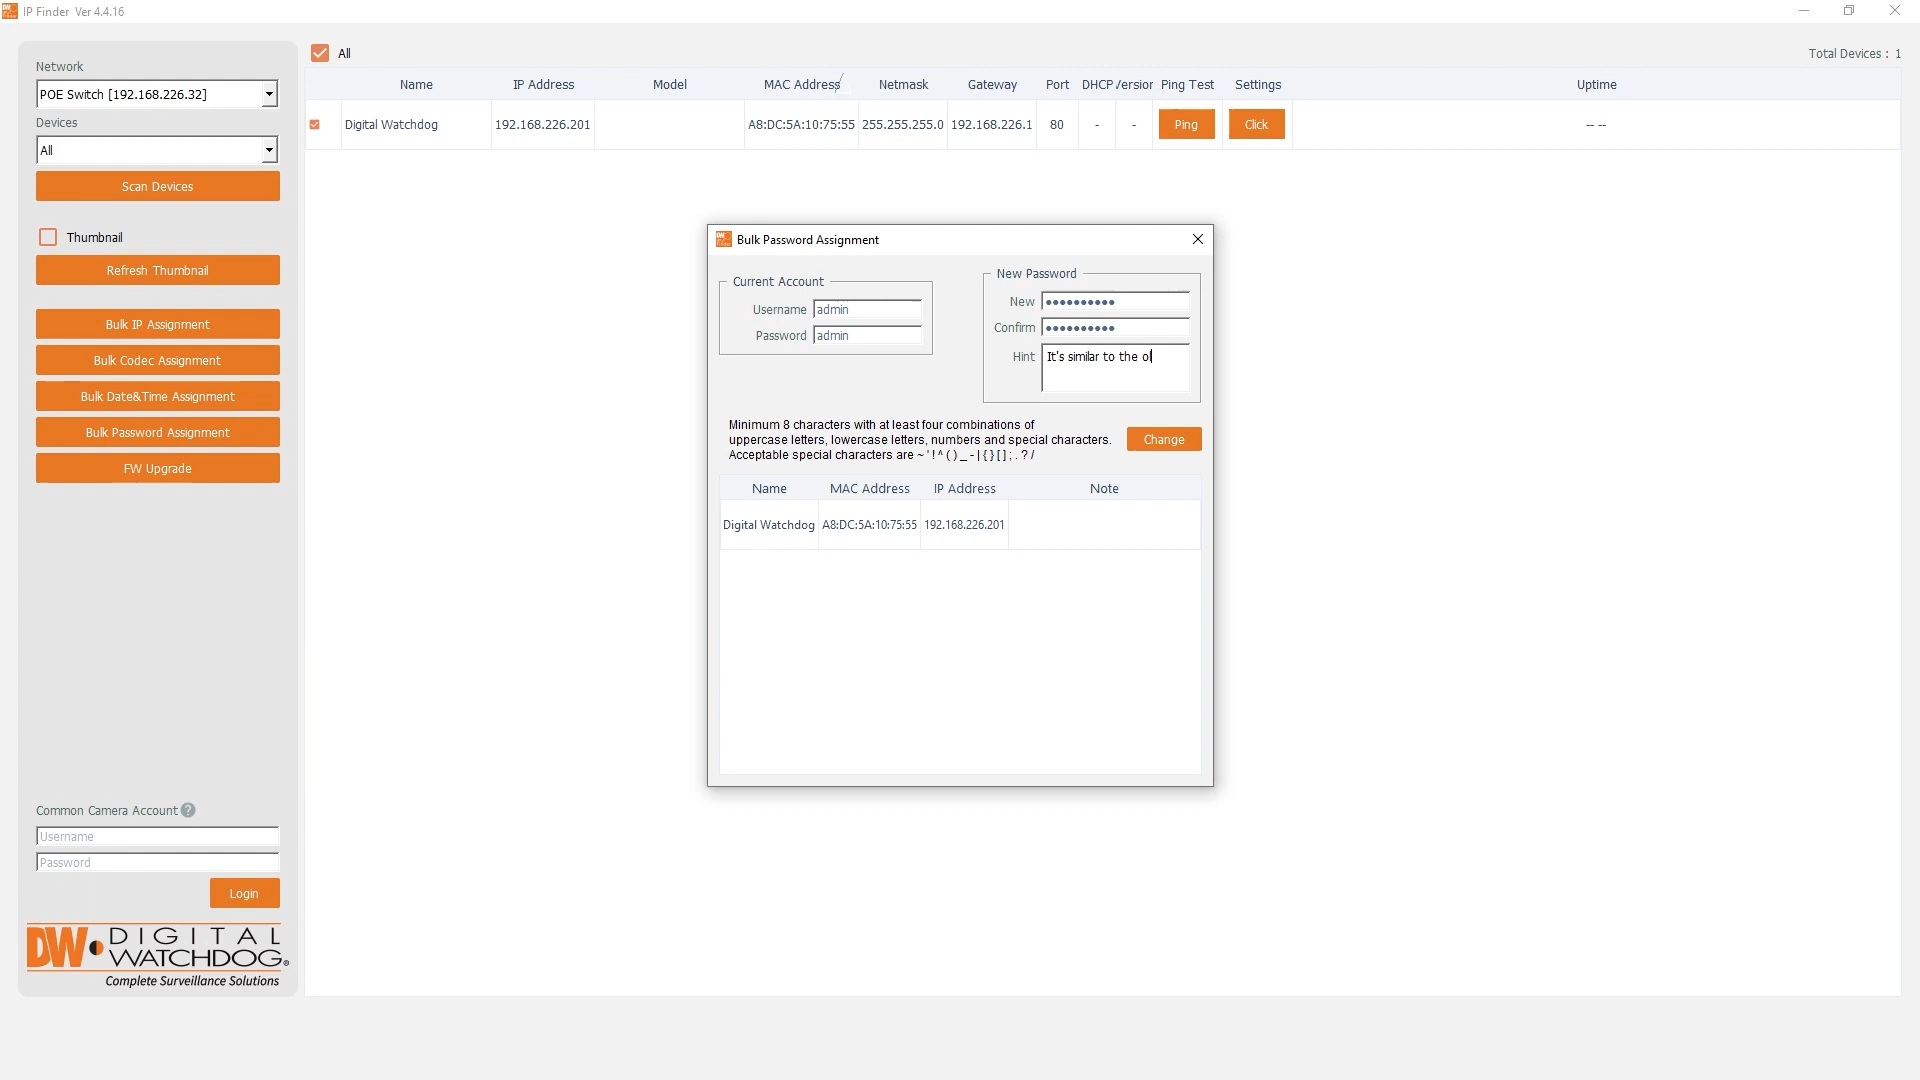 IP Finder Ver 4.4.16
Network
POE Switch [192.168.226.32]
Devices
All
Scan Devices
Thumbnail
Refresh Thumbnail
Bulk IP Assignment
Bulk Codec Assignment
Bulk Date&Time Assignment
Bulk Password Assignment
FW Upgrade
Common Camera Account ?
Username
Password
Login
DW DIGITAL
WATCHDOG®
Complete Surveillance Solutions
All
Total Devices : 1
Name IP Address Model MAC Address Netmask Gateway Port DHCP Version Ping Test Settings Uptime
Digital Watchdog 192.168.226.201 A8:DC:5A:10:75:55 255.255.255.0 192.168.226.1 80 - - Ping Click -- --
Bulk Password Assignment
Current Account
Username admin
Password admin
New Password
New ●●●●●●●●●●
Confirm ●●●●●●●●●●
Hint It's similar to the ol
Minimum 8 characters with at least four combinations of
uppercase letters, lowercase letters, numbers and special characters.
Acceptable special characters are ~ ' ! ^ ( ) _ - | { } [ ] ; . ? /
Change
Name MAC Address IP Address Note
Digital Watchdog A8:DC:5A:10:75:55 192.168.226.201